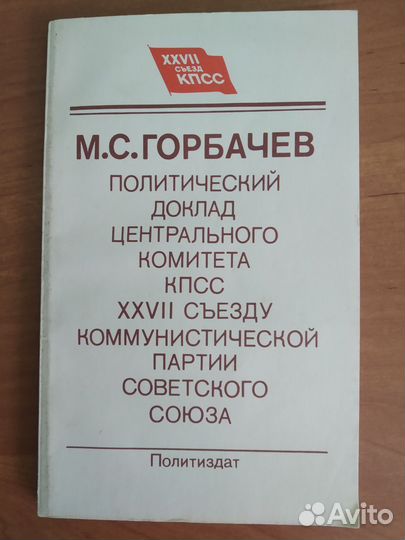 XXVII
СЪЕЗД
КПСС
М.С.ГОРБАЧЕВ
ПОЛИТИЧЕСКИЙ
ДОКЛАД
ЦЕНТРАЛЬНОГО
КОМИТЕТА
КПСС
XXVII СЪЕЗДУ
КОММУНИСТИЧЕСКОЙ
ПАРТИИ
СОВЕТСКОГО
СОЮЗА
Политиздат
Avito